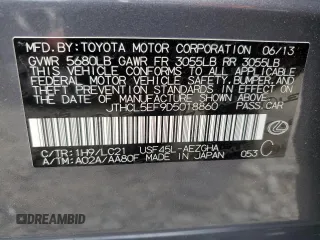 MFD.BY:TOYOTA MOTOR CORPORATION 06/13
GVWR 5680LB GAWR FR 3055LB RR 3055LB
THIS VEHICLE CONFORMS TO ALL APPLICABLE
FEDERAL MOTOR VEHICLE SAFETY, BUMPER, AND
THEFT PREVENTION STANDARDS IN EFFECT ON
THE DATE OF MANUFACTURE SHOWN ABOVE.
JTHCL5EF9D5018860 PASS.CAR
C/TR:1H9/LC21 USF45L-AEZGHA
A/TM:A02A/AA80F MADE IN JAPAN 053 C
AutoBidMaster